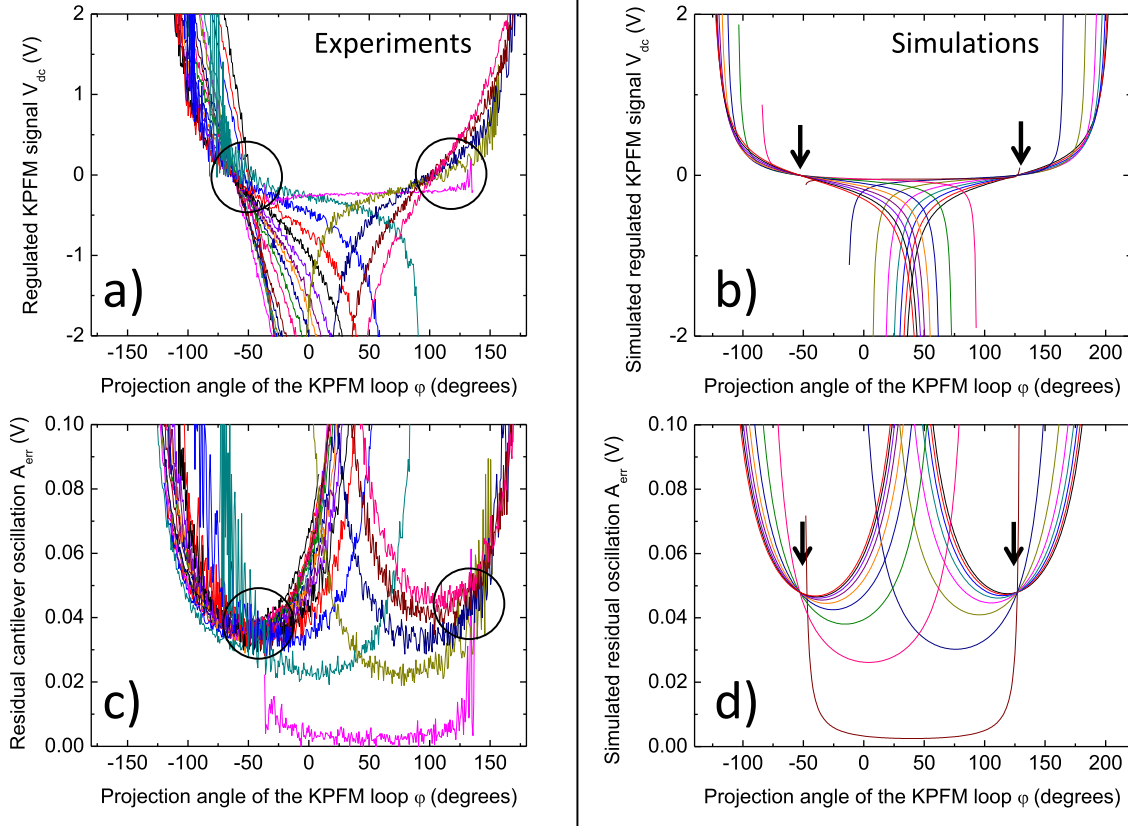 Experiments
Regulated KPFM signal V_dc (V)
2
1
0
-1
-2
a)
-150 -100 -50 0 50 100 150
Projection angle of the KPFM loop φ (degrees)
Simulations
Simulated regulated KPFM signal V_dc (V)
2
0
-2
b)
-100 -50 0 50 100 150 200
Projection angle of the KPFM loop φ (degrees)
Residual cantilever oscillation A_err (V)
0.10
0.08
0.06
0.04
0.02
0.00
c)
-150 -100 -50 0 50 100 150
Projection angle of the KPFM loop φ (degrees)
Simulated residual oscillation A_err (V)
0.10
0.08
0.06
0.04
0.02
0.00
d)
-100 -50 0 50 100 150 200
Projection angle of the KPFM loop φ (degrees)